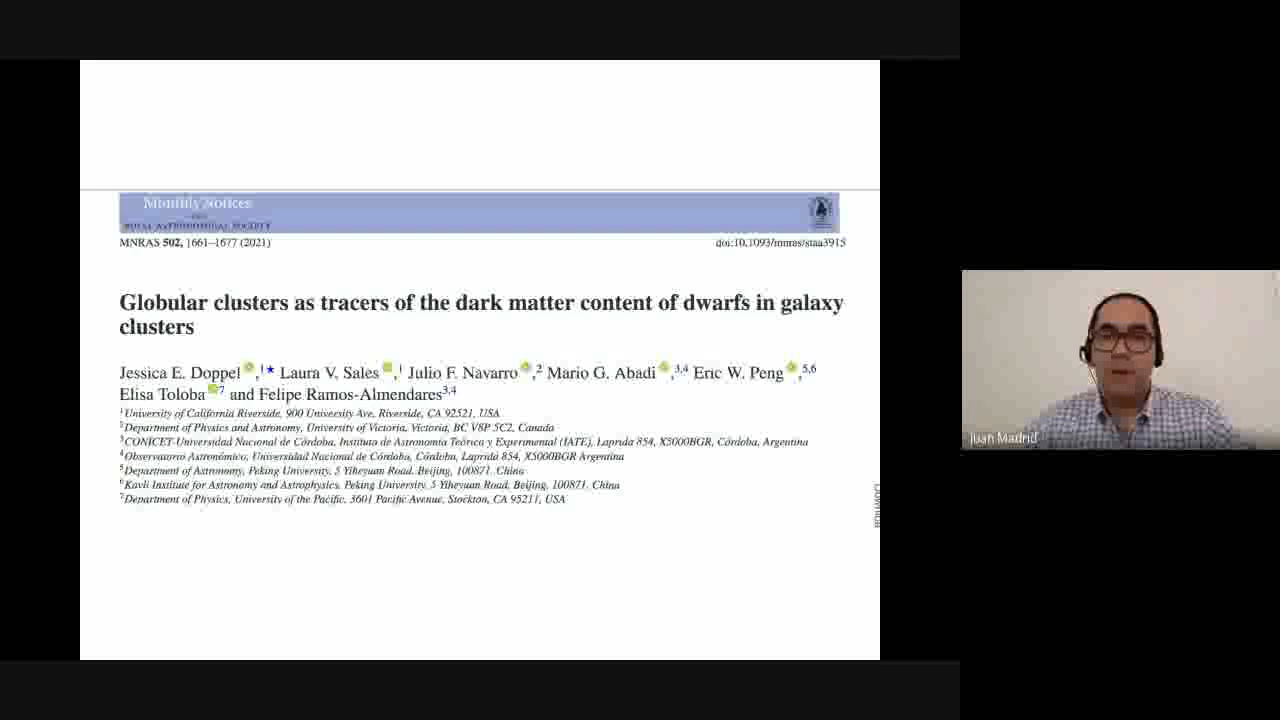 Monthly Notices
of the
ROYAL ASTRONOMICAL SOCIETY
MNRAS 502, 1661–1677 (2021)
doi:10.1093/mnras/staa3915
Globular clusters as tracers of the dark matter content of dwarfs in galaxy
clusters
Jessica E. Doppel,1★ Laura V. Sales,1 Julio F. Navarro,2 Mario G. Abadi,3,4 Eric W. Peng,5,6
Elisa Toloba7 and Felipe Ramos-Almendares3,4
1University of California Riverside, 900 University Ave, Riverside, CA 92521, USA
2Department of Physics and Astronomy, University of Victoria, Victoria, BC V8P 5C2, Canada
3CONICET-Universidad Nacional de Córdoba, Instituto de Astronomía Teórica y Experimental (IATE), Laprida 854, X5000BGR, Córdoba, Argentina
4Observatorio Astronómico, Universidad Nacional de Córdoba, Laprida 854, X5000BGR Argentina
5Department of Astronomy, Peking University, 5 Yiheyuan Road, Beijing, 100871, China
6Kavli Institute for Astronomy and Astrophysics, Peking University, 5 Yiheyuan Road, Beijing, 100871, China
7Department of Physics, University of the Pacific, 3601 Pacific Avenue, Stockton, CA 95211, USA
Juan Madrid